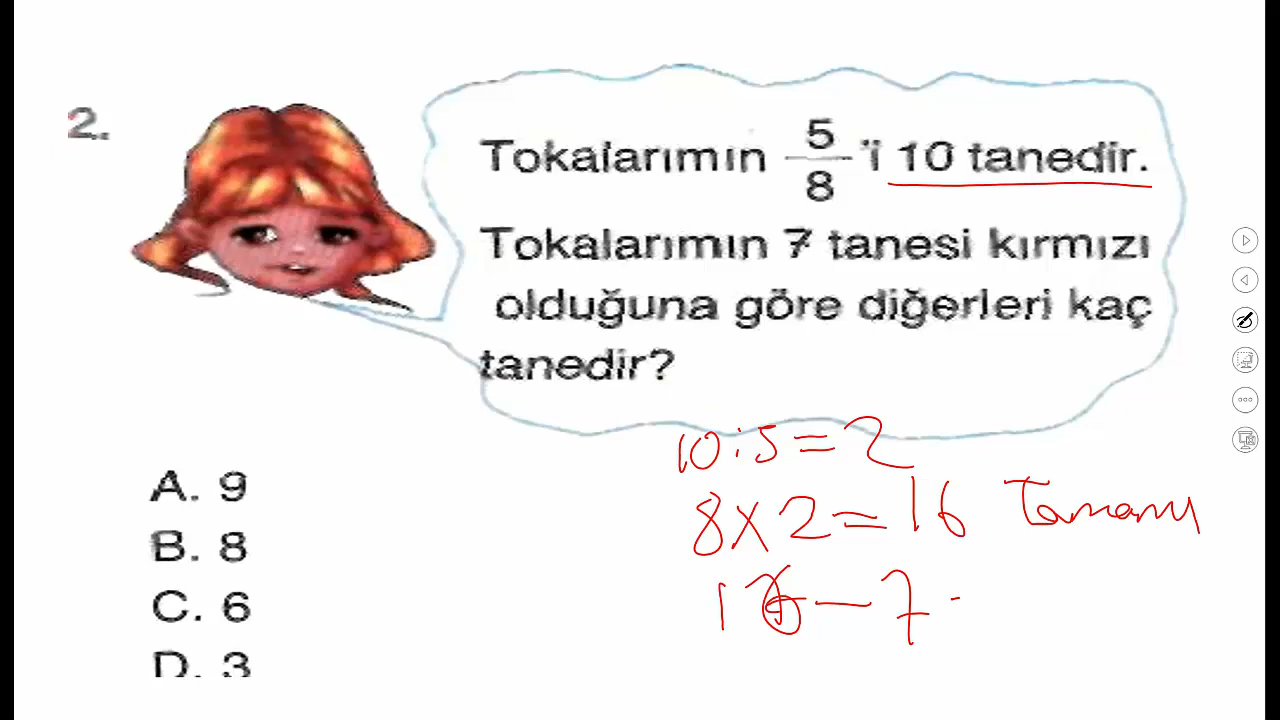 2.
Tokalarımın 5/8 'i 10 tanedir.
Tokalarımın 7 tanesi kırmızı
olduğuna göre diğerleri kaç
tanedir?
10:5=2
8x2=16 Tamamı
16-7
A. 9
B. 8
C. 6
D. 3